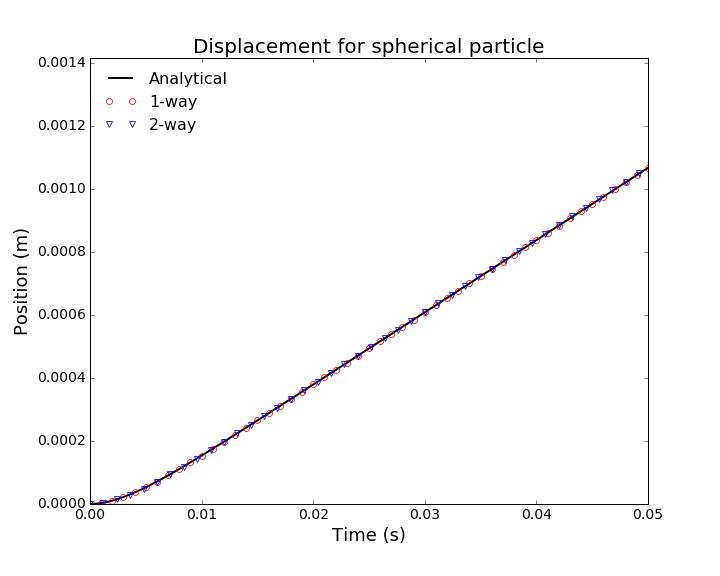 Displacement for spherical particle
Analytical
1-way
2-way
0.0014
0.0012
0.0010
0.0008
0.0006
0.0004
0.0002
0.0000
Position (m)
0.00 0.01 0.02 0.03 0.04 0.05
Time (s)